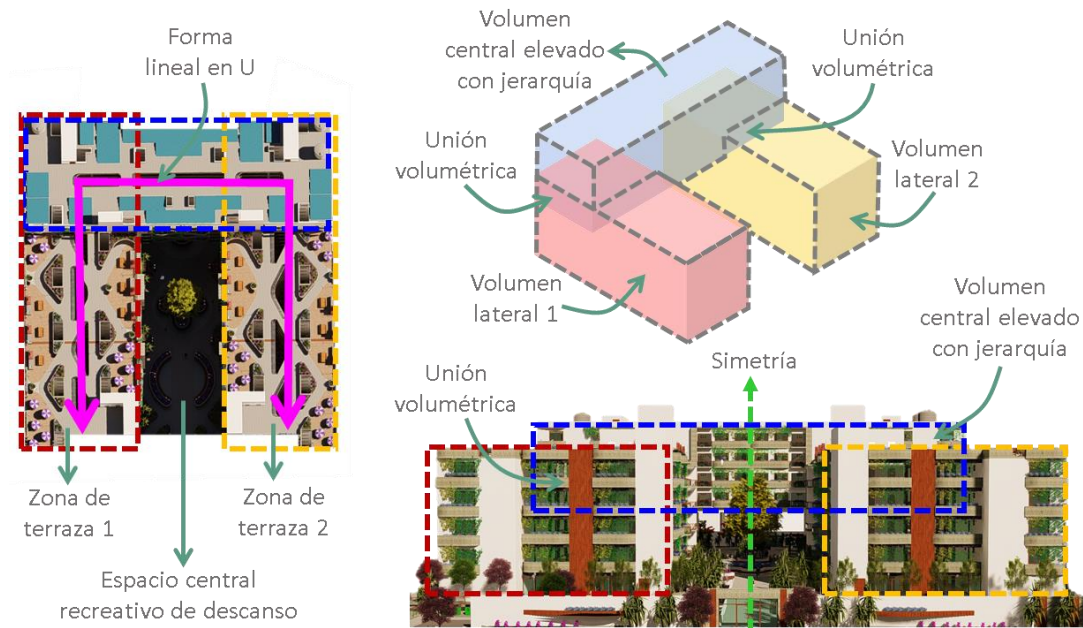 Forma
lineal en U
Zona de
terraza 1
Zona de
terraza 2
Espacio central
recreativo de descanso
Volumen
central elevado
con jerarquía
Unión
volumétrica
Unión
volumétrica
Volumen
lateral 2
Volumen
lateral 1
Volumen
central elevado
con jerarquía
Simetría
Unión
volumétrica